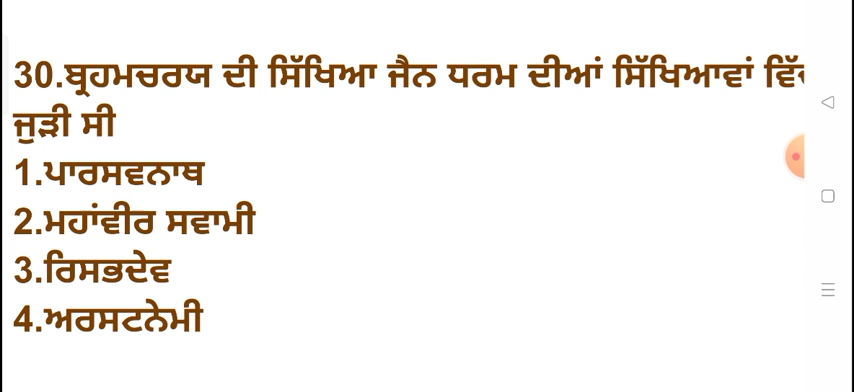 30.ਬ੍ਰਹਮਚਰਯ ਦੀ ਸਿੱਖਿਆ ਜੈਨ ਧਰਮ ਦੀਆਂ ਸਿੱਖਿਆਵਾਂ
ਜੁੜੀ ਸੀ
1.ਪਾਰਸਵਨਾਥ
2.ਮਹਾਂਵੀਰ ਸਵਾਮੀ
3.ਰਿਸਭਦੇਵ
4.ਅਰਸਟਨੇਮੀ